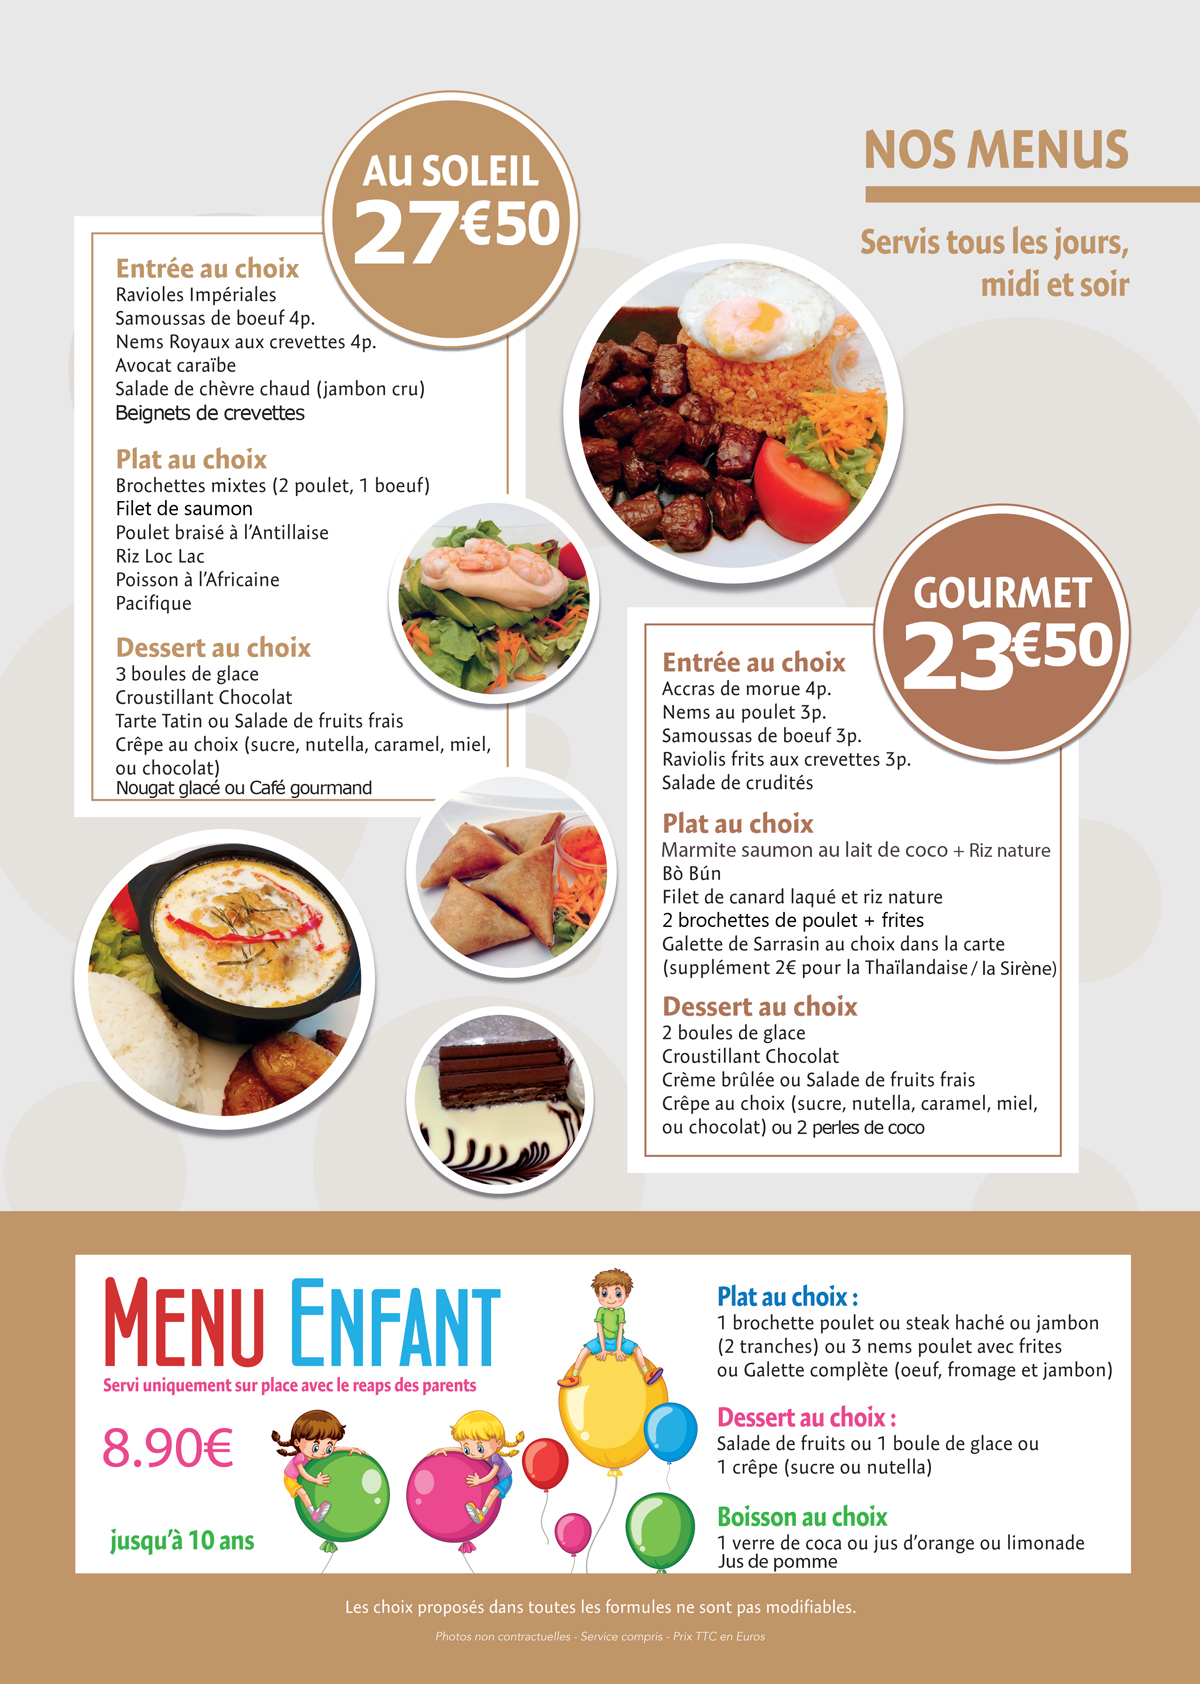 NOS MENUS
Servis tous les jours,
midi et soir
AU SOLEIL
27€50
Entrée au choix
Ravioles Impériales
Samoussas de boeuf 4p.
Nems Royaux aux crevettes 4p.
Avocat caraïbe
Salade de chèvre chaud (jambon cru)
Beignets de crevettes
Plat au choix
Brochettes mixtes (2 poulet, 1 boeuf)
Filet de saumon
Poulet braisé à l'Antillaise
Riz Loc Lac
Poisson à l'Africaine
Pacifique
Dessert au choix
3 boules de glace
Croustillant Chocolat
Tarte Tatin ou Salade de fruits frais
Crêpe au choix (sucre, nutella, caramel, miel,
ou chocolat)
Nougat glacé ou Café gourmand
GOURMET
23€50
Entrée au choix
Accras de morue 4p.
Nems au poulet 3p.
Samoussas de boeuf 3p.
Raviolis frits aux crevettes 3p.
Salade de crudités
Plat au choix
Marmite saumon au lait de coco + Riz nature
Bò Bún
Filet de canard laqué et riz nature
2 brochettes de poulet + frites
Galette de Sarrasin au choix dans la carte
(supplément 2€ pour la Thaïlandaise / la Sirène)
Dessert au choix
2 boules de glace
Croustillant Chocolat
Crème brûlée ou Salade de fruits frais
Crêpe au choix (sucre, nutella, caramel, miel,
ou chocolat) ou 2 perles de coco
MENU ENFANT
Servi uniquement sur place avec le reaps des parents
8.90€
jusqu'à 10 ans
Plat au choix :
1 brochette poulet ou steak haché ou jambon
(2 tranches) ou 3 nems poulet avec frites
ou Galette complète (oeuf, fromage et jambon)
Dessert au choix :
Salade de fruits ou 1 boule de glace ou
1 crêpe (sucre ou nutella)
Boisson au choix
1 verre de coca ou jus d'orange ou limonade
Jus de pomme
Les choix proposés dans toutes les formules ne sont pas modifiables.
Photos non contractuelles - Service compris - Prix TTC en Euros